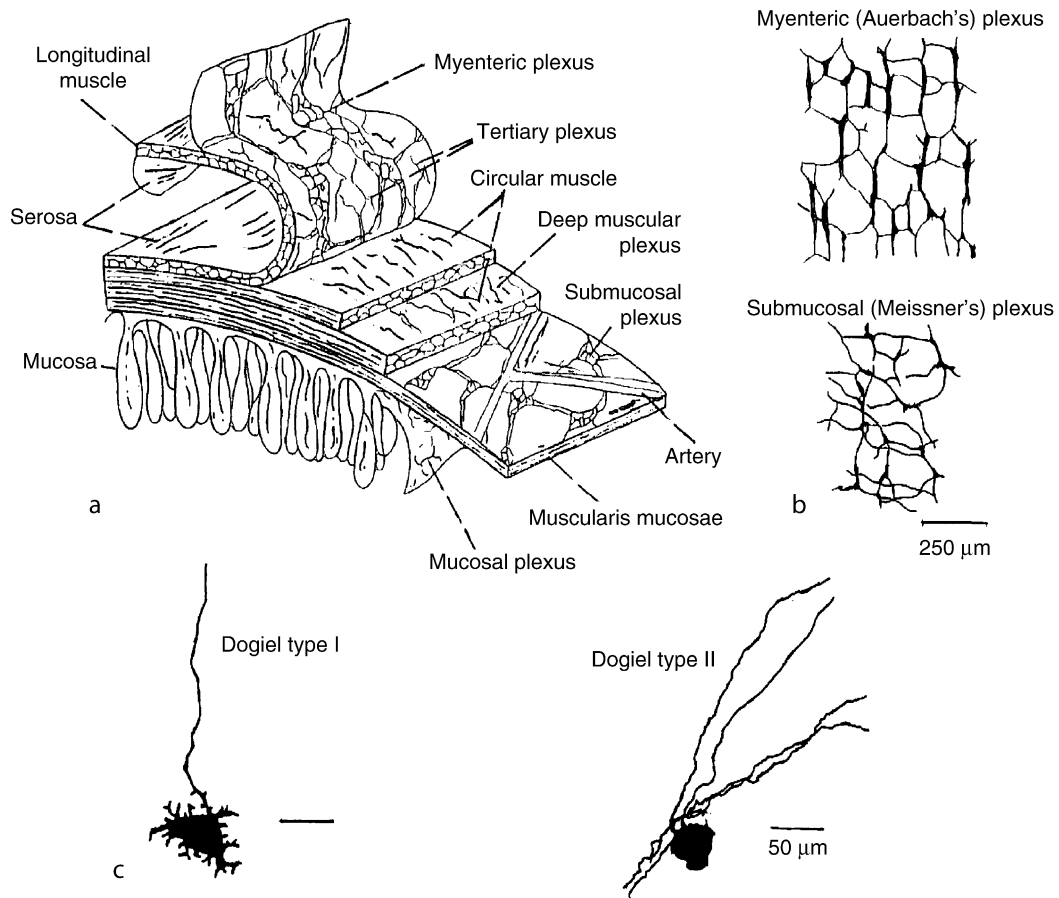 Longitudinal
muscle
Myenteric plexus
Tertiary plexus
Circular muscle
Serosa
Deep muscular
plexus
Submucosal
plexus
Mucosa
Artery
Muscularis mucosae
Mucosal plexus
a
Myenteric (Auerbach's) plexus
Submucosal (Meissner's) plexus
b
250 μm
Dogiel type I
Dogiel type II
50 μm
c